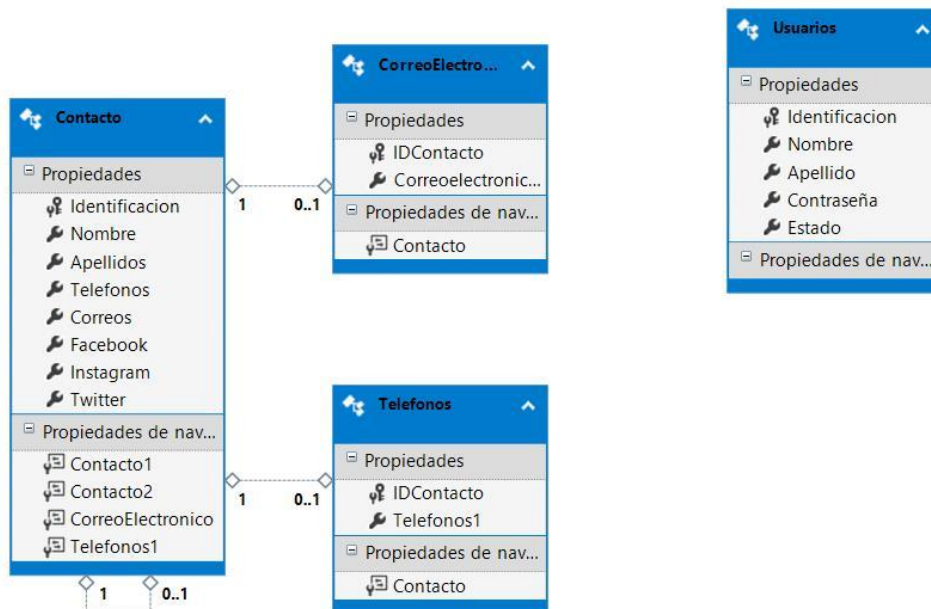 Contacto
Propiedades
Identificacion
Nombre
Apellidos
Telefonos
Correos
Facebook
Instagram
Twitter
Propiedades de nav...
Contacto1
Contacto2
CorreoElectronico
Telefonos1
1
0..1
1
0..1
1
0..1
CorreoElectro...
Propiedades
IDContacto
Correoelectronic...
Propiedades de nav...
Contacto
Telefonos
Propiedades
IDContacto
Telefonos1
Propiedades de nav...
Contacto
Usuarios
Propiedades
Identificacion
Nombre
Apellido
Contraseña
Estado
Propiedades de nav...